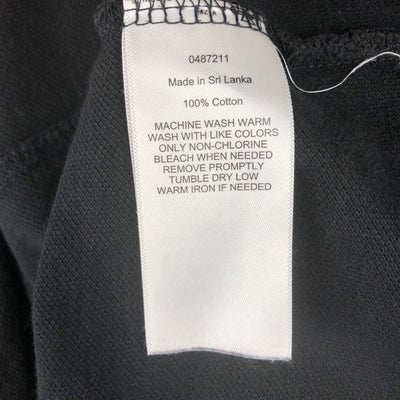 0487211
Made in Sri Lanka
100% Cotton
MACHINE WASH WARM
WASH WITH LIKE COLORS
ONLY NON-CHLORINE
BLEACH WHEN NEEDED
REMOVE PROMPTLY
TUMBLE DRY LOW
WARM IRON IF NEEDED